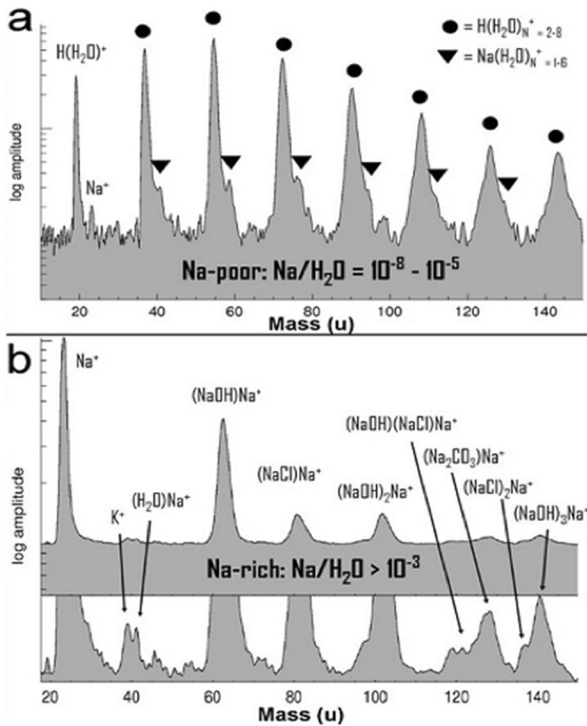 a
● = H(H₂O)⁺N=2-8
▼ = Na(H₂O)⁺N=1-6
H(H₂O)⁺
Na⁺
log amplitude
Na-poor: Na/H₂O = 10⁻⁸ - 10⁻⁵
20 40 60 80 100 120 140
Mass (u)
b
Na⁺
(NaOH)Na⁺
(NaOH)(NaCl)Na⁺
(Na₂CO₃)Na⁺
(NaCl)Na⁺
(NaCl)₂Na⁺
(NaOH)₂Na⁺
(NaOH)₃Na⁺
(H₂O)Na⁺
K⁺
log amplitude
Na-rich: Na/H₂O > 10⁻³
20 40 60 80 100 120 140
Mass (u)